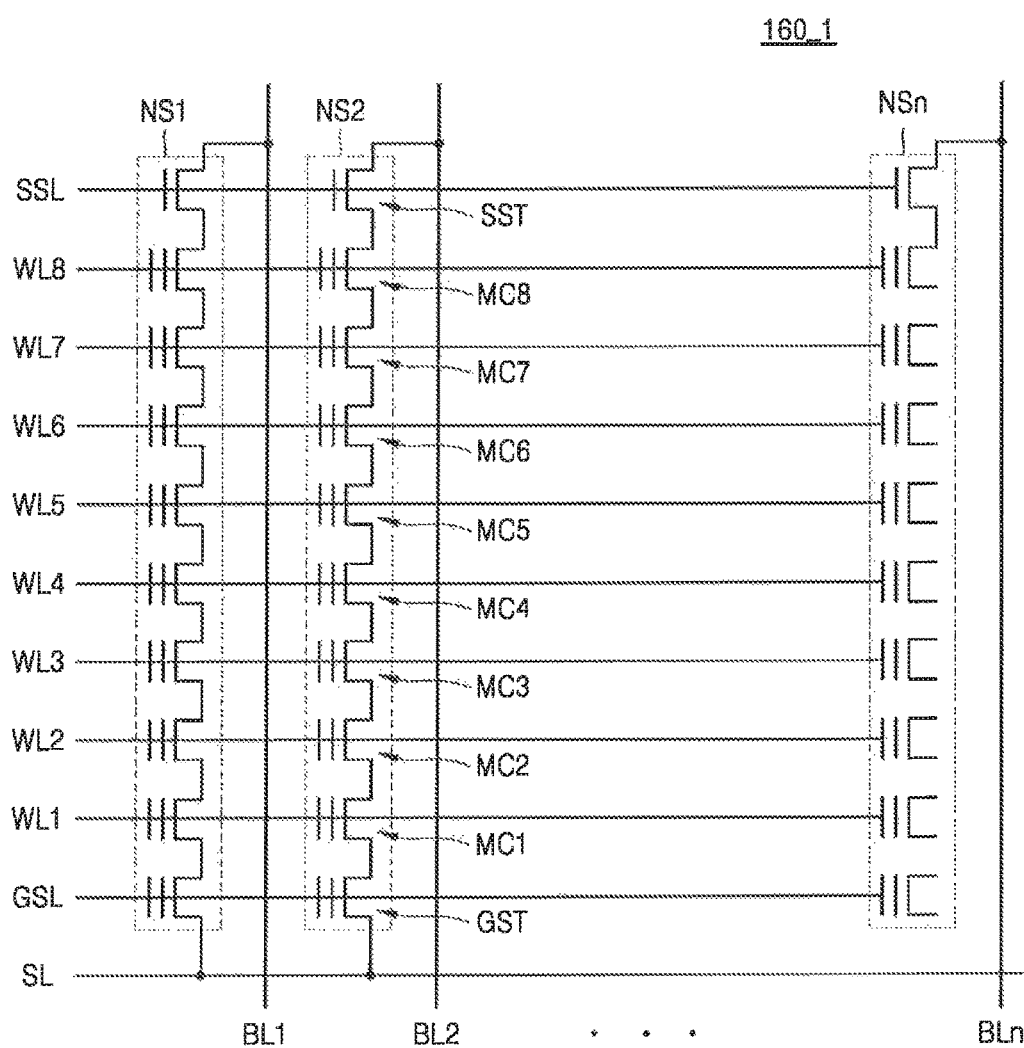 160_1
NS1 NS2 NSn
SSL
SST
WL8
MC8
WL7
MC7
WL6
MC6
WL5
MC5
WL4
MC4
WL3
MC3
WL2
MC2
WL1
MC1
GSL
GST
SL
BL1 BL2 . . . BLn